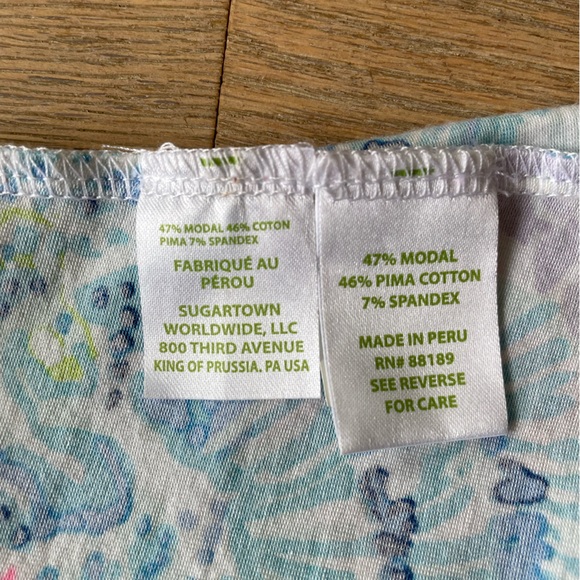 47% MODAL 46% COTON
PIMA 7% SPANDEX
FABRIQUÉ AU
PÉROU
SUGARTOWN
WORLDWIDE, LLC
800 THIRD AVENUE
KING OF PRUSSIA. PA USA
47% MODAL
46% PIMA COTTON
7% SPANDEX
MADE IN PERU
RN# 88189
SEE REVERSE
FOR CARE